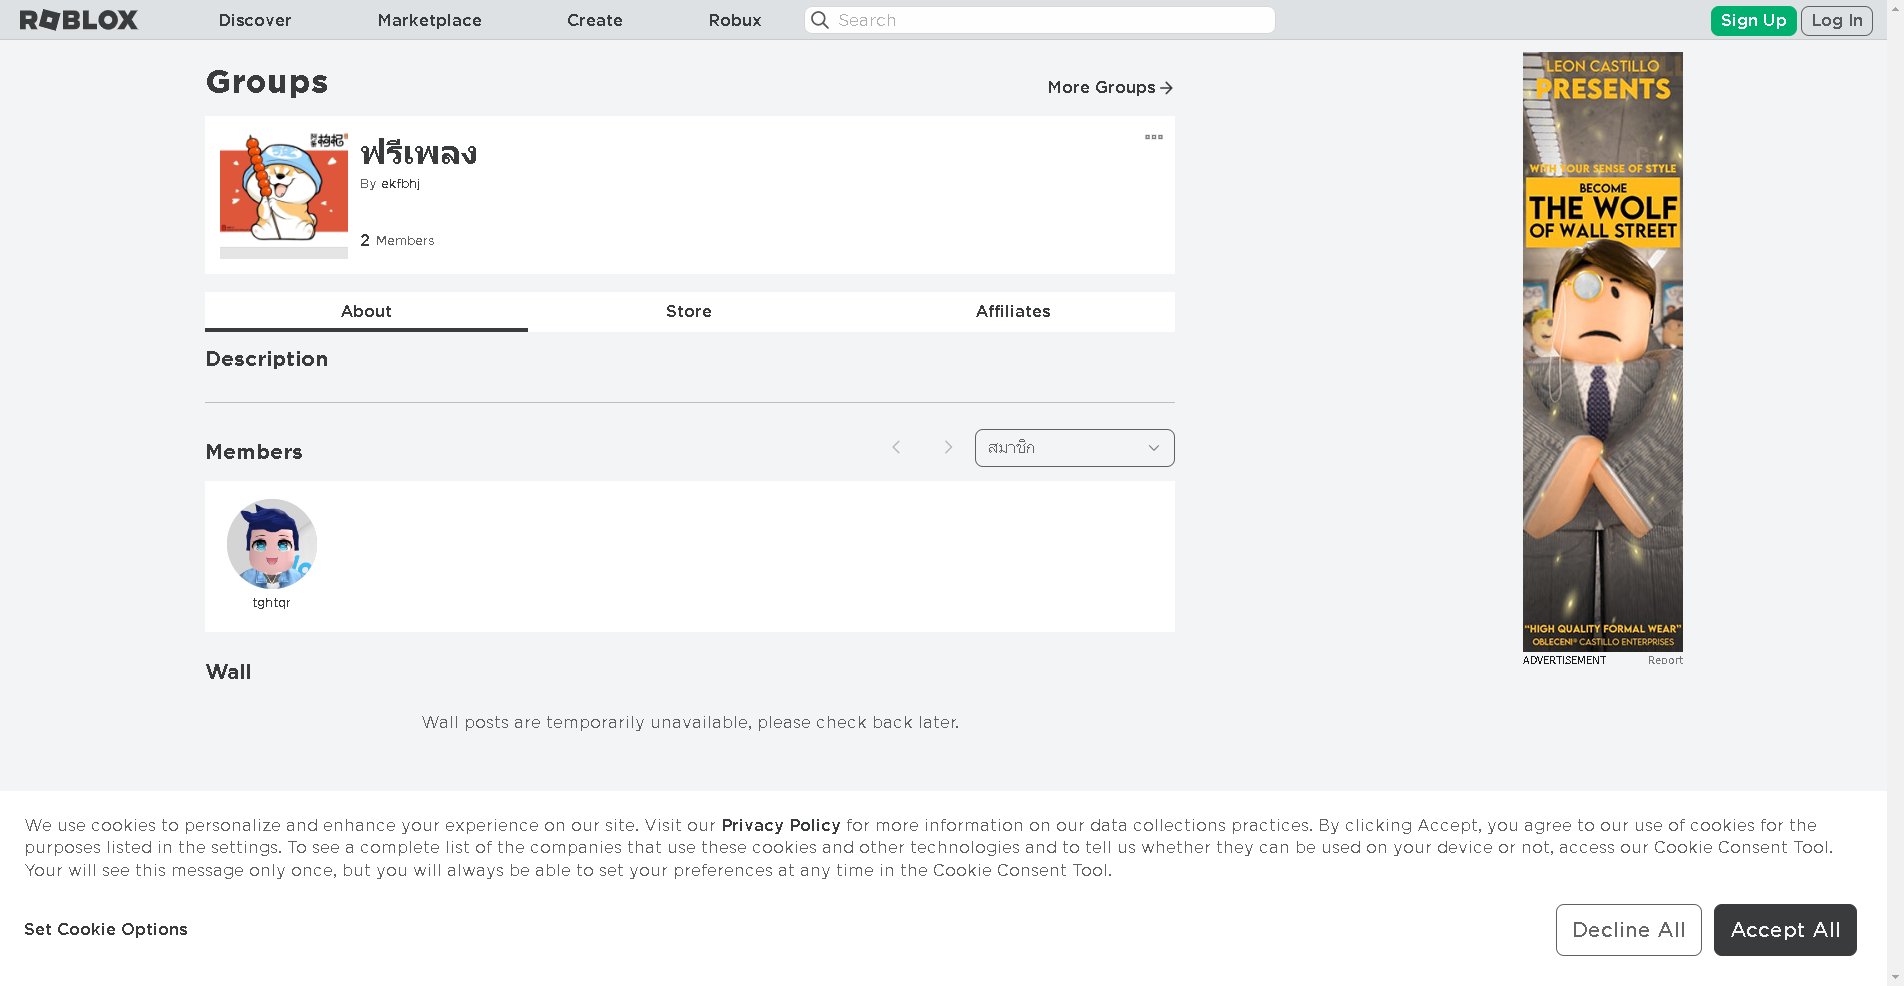 ROBLOX
Discover
Marketplace
Create
Robux
Search
Sign Up
Log In
Groups
More Groups
ฟรีเพลง
By ekfbhj
2 Members
About
Store
Affiliates
Description
Members
สมาชิก
tghtqr
Wall
Wall posts are temporarily unavailable, please check back later.
LEON CASTILLO
PRESENTS
WITH YOUR SENSE OF STYLE
BECOME
THE WOLF
OF WALL STREET
"HIGH QUALITY FORMAL WEAR"
OBLECENI® CASTILLO ENTERPRISES
ADVERTISEMENT
Report
We use cookies to personalize and enhance your experience on our site. Visit our Privacy Policy for more information on our data collections practices. By clicking Accept, you agree to our use of cookies for the
purposes listed in the settings. To see a complete list of the companies that use these cookies and other technologies and to tell us whether they can be used on your device or not, access our Cookie Consent Tool.
Your will see this message only once, but you will always be able to set your preferences at any time in the Cookie Consent Tool.
Set Cookie Options
Decline All
Accept All